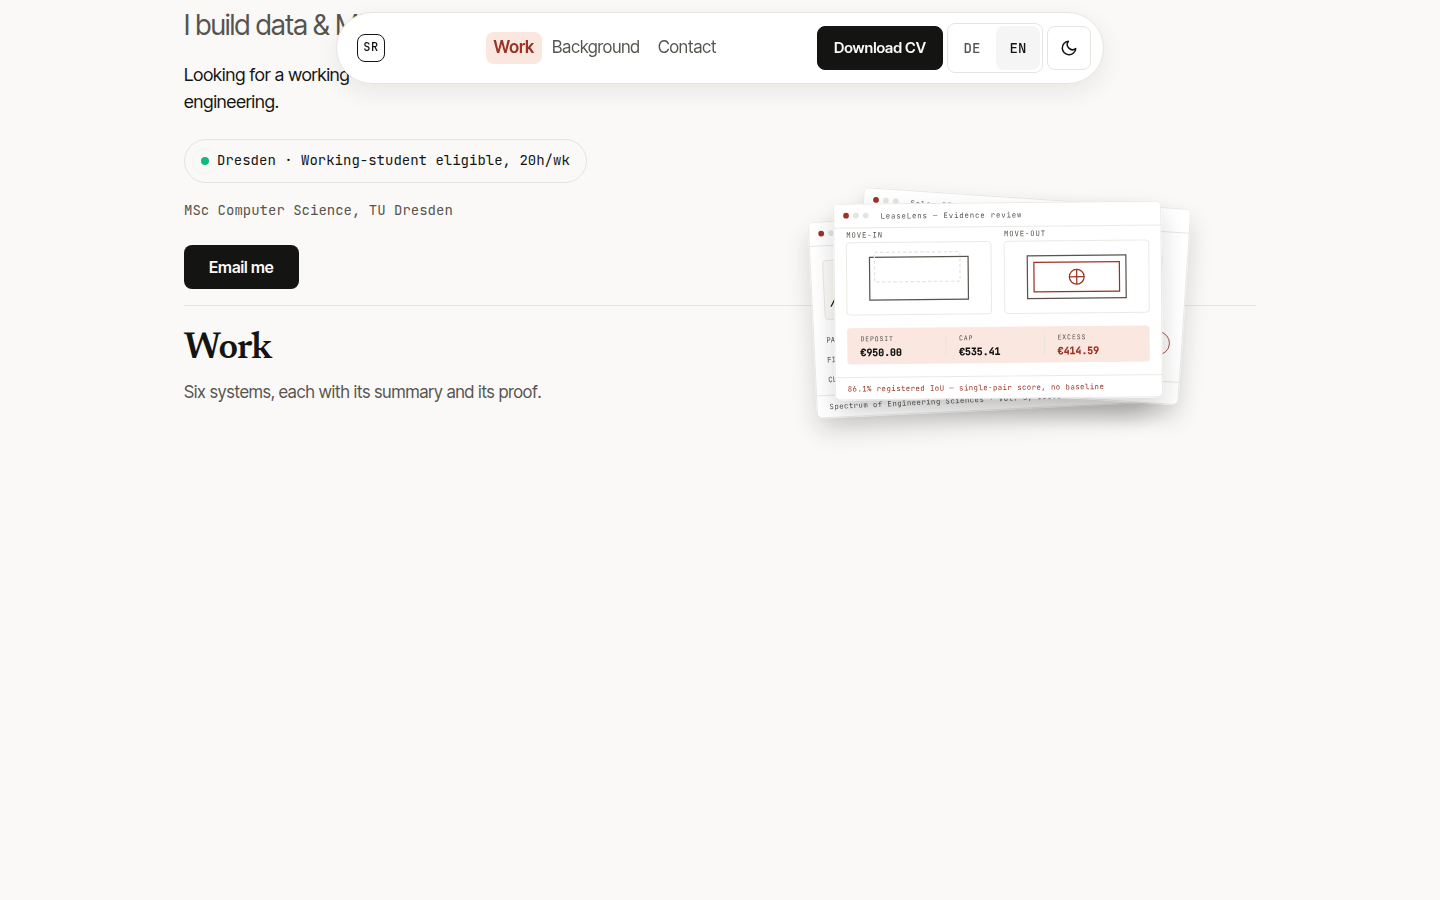 I build data &
SR
Work
Background
Contact
Download CV
DE
EN
Looking for a working
engineering.
Dresden · Working-student eligible, 20h/wk
MSc Computer Science, TU Dresden
Email me
Work
Six systems, each with its summary and its proof.
LeaseLens — Evidence review
MOVE-IN
MOVE-OUT
DEPOSIT
€950.00
CAP
€535.41
EXCESS
€414.59
86.1% registered IoU — single-pair score, no baseline
Spectrum of Engineering Sciences